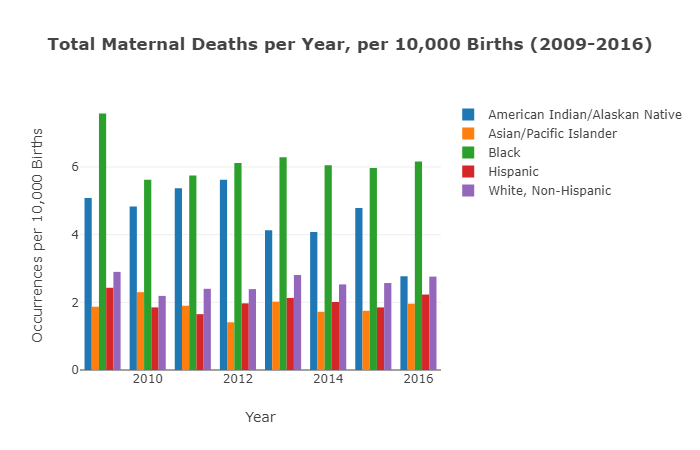 Total Maternal Deaths per Year, per 10,000 Births (2009-2016)
American Indian/Alaskan Native
Asian/Pacific Islander
Black
Hispanic
White, Non-Hispanic
Occurrences per 10,000 Births
6
4
2
0
2010 2012 2014 2016
Year